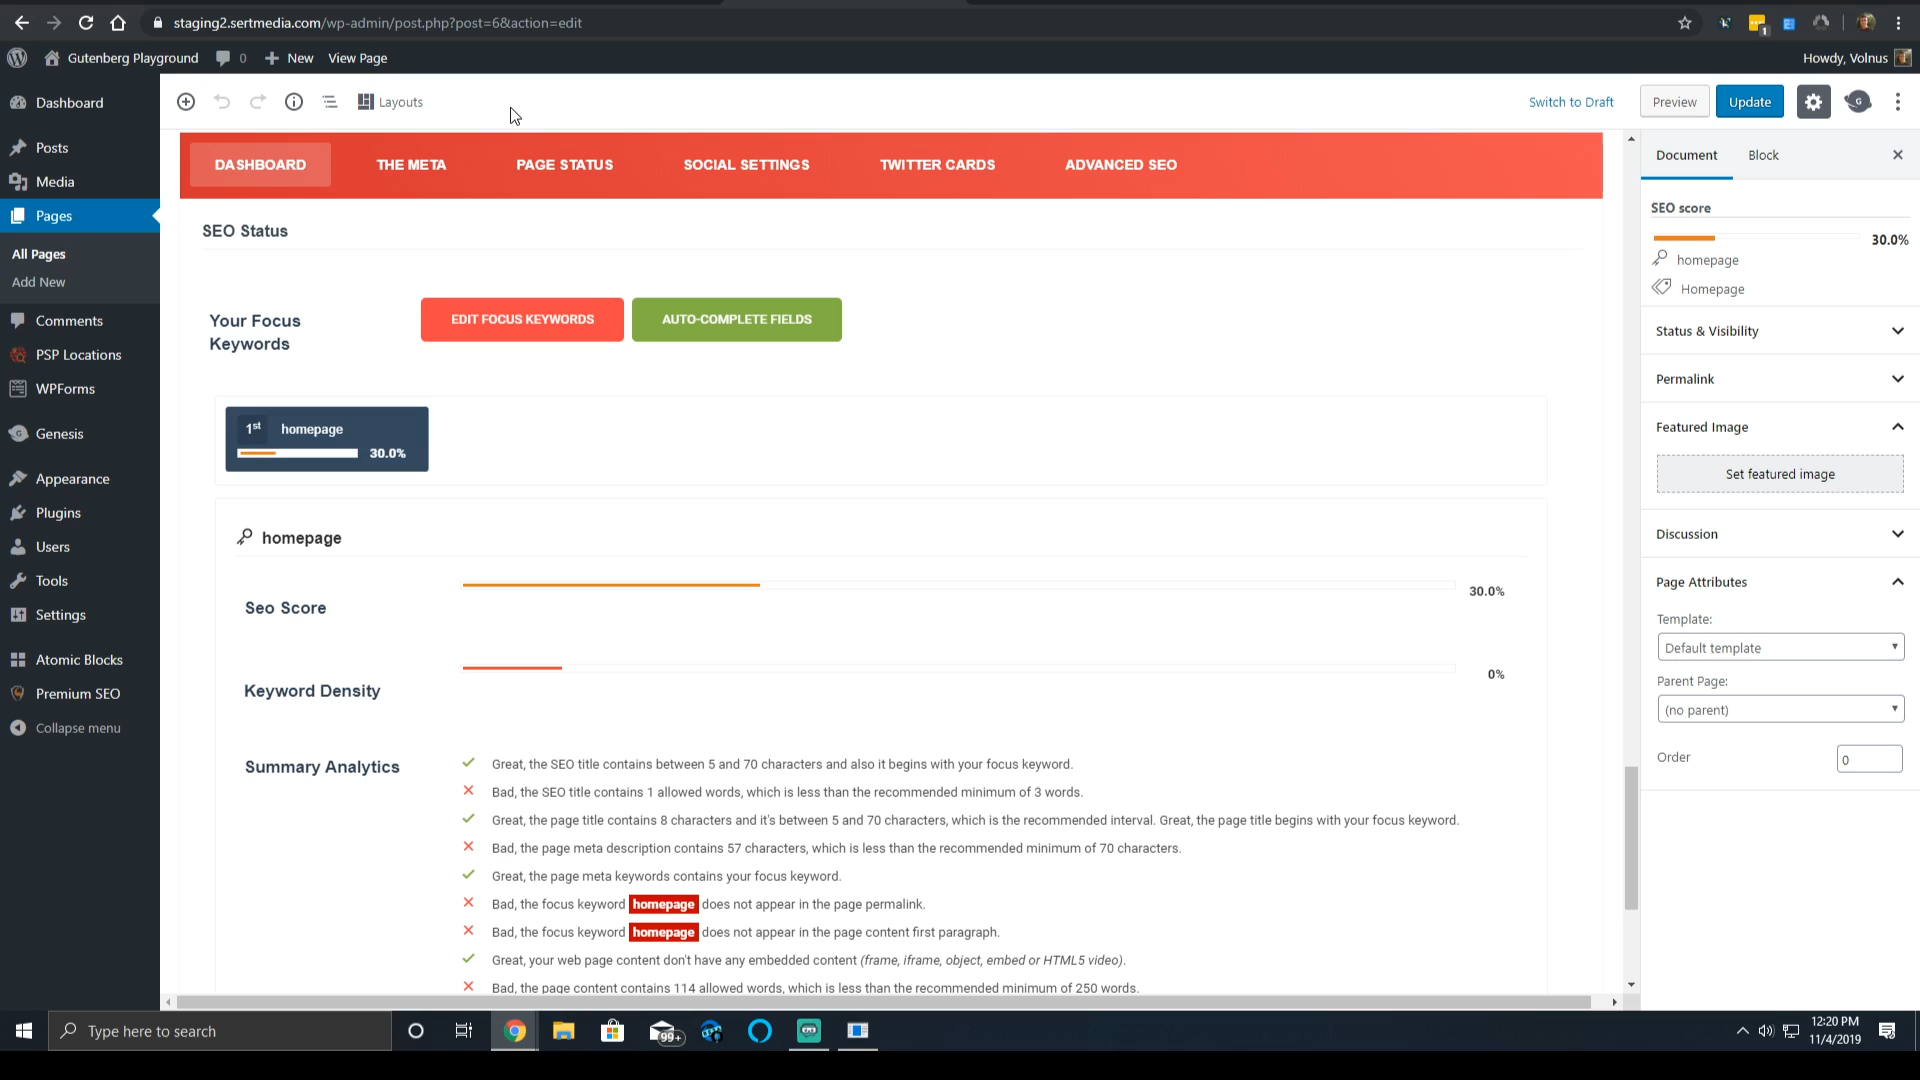 staging2.sertmedia.com/wp-admin/post.php?post=6&action=edit
1
Gutenberg Playground
0
New
View Page
Howdy, Volnus
Dashboard
Posts
Media
Pages
All Pages
Add New
Comments
PSP Locations
WPForms
Genesis
Appearance
Plugins
Users
Tools
Settings
Atomic Blocks
Premium SEO
Collapse menu
Layouts
Switch to Draft
Preview
Update
G
DASHBOARD
THE META
PAGE STATUS
SOCIAL SETTINGS
TWITTER CARDS
ADVANCED SEO
SEO Status
Your Focus
Keywords
EDIT FOCUS KEYWORDS
AUTO-COMPLETE FIELDS
1st homepage
30.0%
homepage
Seo Score
30.0%
Keyword Density
0%
Summary Analytics
Great, the SEO title contains between 5 and 70 characters and also it begins with your focus keyword.
Bad, the SEO title contains 1 allowed words, which is less than the recommended minimum of 3 words.
Great, the page title contains 8 characters and it's between 5 and 70 characters, which is the recommended interval. Great, the page title begins with your focus keyword.
Bad, the page meta description contains 57 characters, which is less than the recommended minimum of 70 characters.
Great, the page meta keywords contains your focus keyword.
Bad, the focus keyword homepage does not appear in the page permalink.
Bad, the focus keyword homepage does not appear in the page content first paragraph.
Great, your web page content don't have any embedded content (frame, iframe, object, embed or HTML5 video).
Bad, the page content contains 114 allowed words, which is less than the recommended minimum of 250 words.
Document
Block
SEO score
30.0%
homepage
Homepage
Status & Visibility
Permalink
Featured Image
Set featured image
Discussion
Page Attributes
Template:
Default template
Parent Page:
(no parent)
Order
0
Type here to search
99+
12:20 PM
11/4/2019